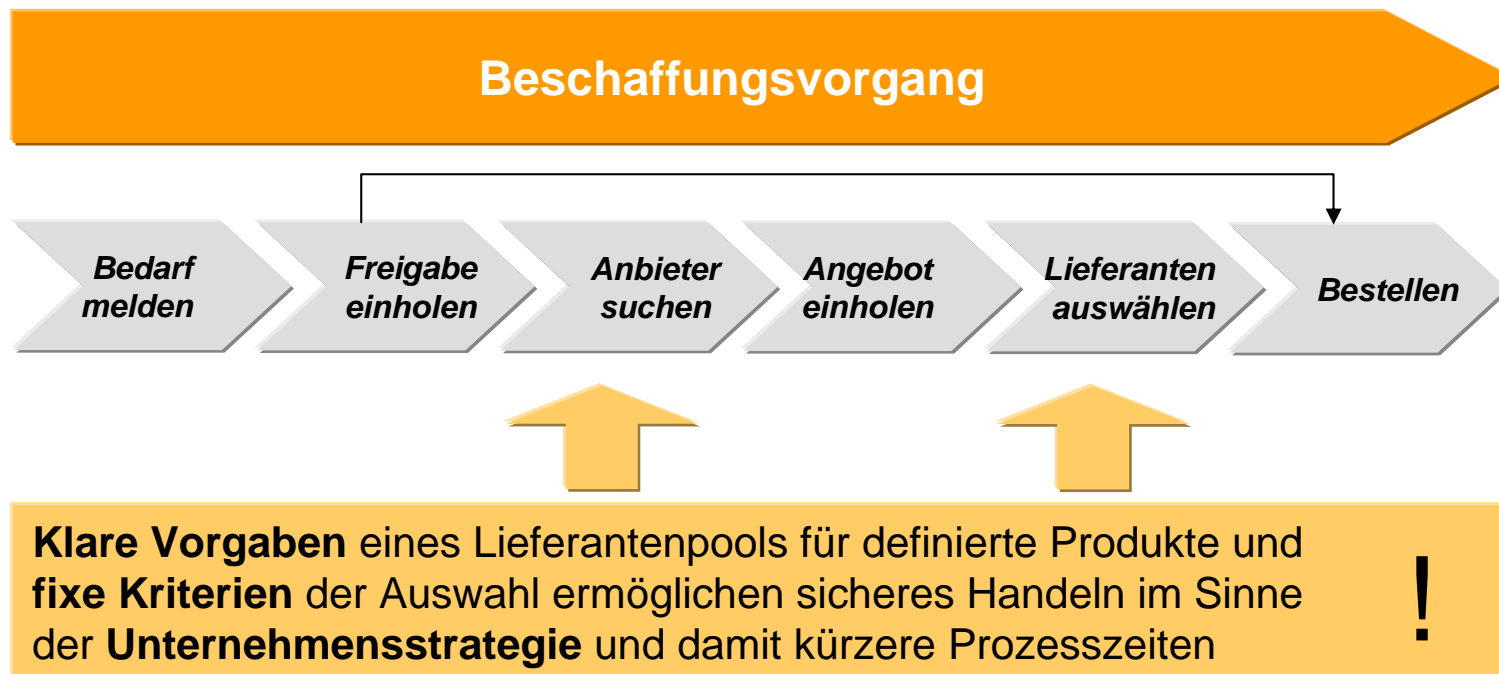 Beschaffungsvorgang
Bedarf
melden
Freigabe
einholen
Anbieter
suchen
Angebot
einholen
Lieferanten
auswählen
Bestellen
Klare Vorgaben eines Lieferantenpools für definierte Produkte und
fixe Kriterien der Auswahl ermöglichen sicheres Handeln im Sinne
der Unternehmensstrategie und damit kürzere Prozesszeiten
!